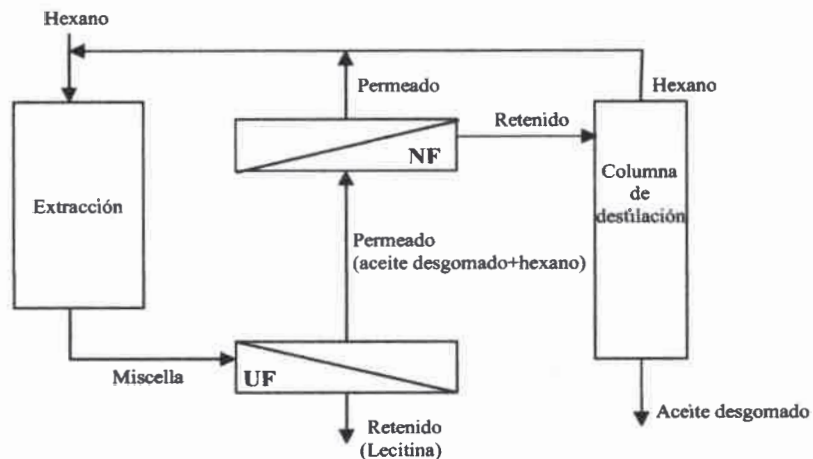 Hexano
Permeado
Hexano
Retenido
NF
Columna
de
destilación
Extracción
Permeado
(aceite desgomado+hexano)
Miscella
UF
Retenido
(Lecitina)
Aceite desgomado